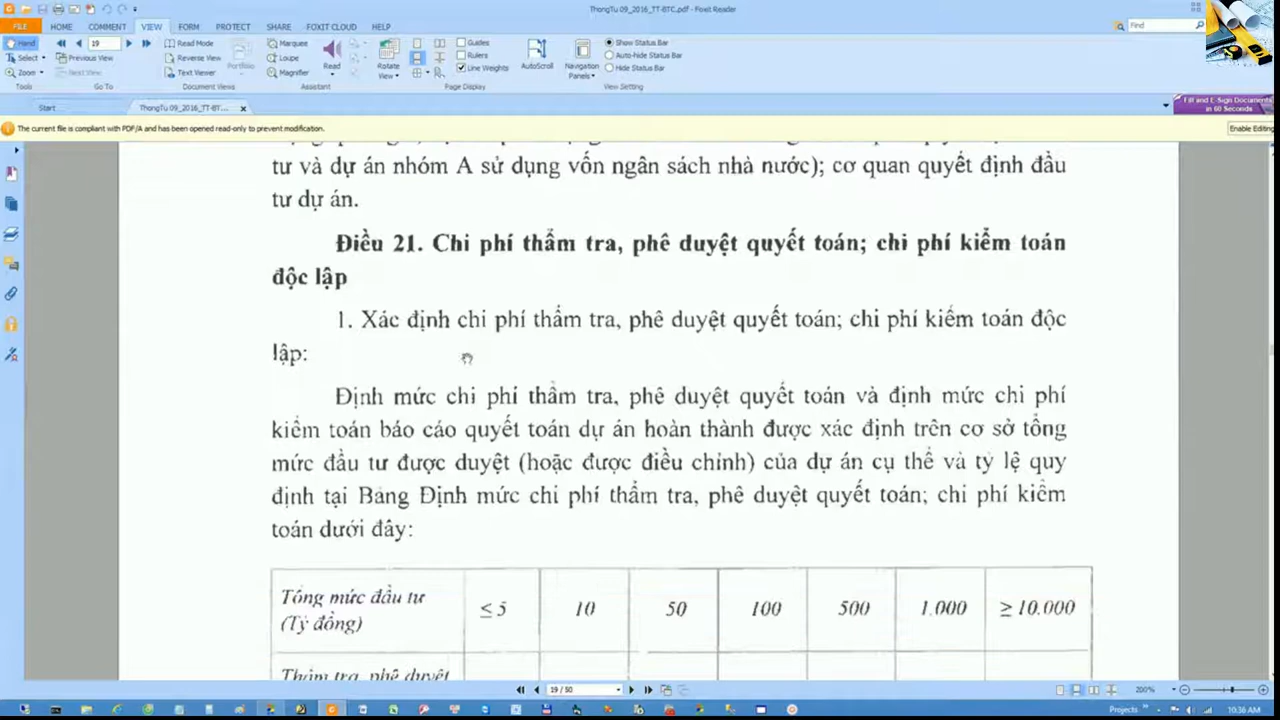 ThongTu 09_2016_TT-BTC.pdf - Foxit Reader
FILE HOME COMMENT VIEW FORM PROTECT SHARE FOXIT CLOUD HELP
Find
Hand 19 Read Mode Marquee Guides Show Status Bar
Select Previous View Reverse View Loupe Rulers Auto-hide Status Bar
Zoom Next View Text Viewer Portfolio Magnifier Read Rotate View Line Weights AutoScroll Navigation Panels Hide Status Bar
Tools Go To Document Views Assistant Page Display View Setting
Start ThongTu 09_2016_TT-BT...
Fill and E-Sign Documents
in 60 Seconds
The current file is compliant with PDF/A and has been opened read-only to prevent modification.
Enable Editing
tư và dự án nhóm A sử dụng vốn ngân sách nhà nước); cơ quan quyết định đầu
tư dự án.
Điều 21. Chi phí thẩm tra, phê duyệt quyết toán; chi phí kiểm toán
độc lập
1. Xác định chi phí thẩm tra, phê duyệt quyết toán; chi phí kiểm toán độc
lập:
Định mức chi phí thẩm tra, phê duyệt quyết toán và định mức chi phí
kiểm toán báo cáo quyết toán dự án hoàn thành được xác định trên cơ sở tổng
mức đầu tư được duyệt (hoặc được điều chỉnh) của dự án cụ thể và tỷ lệ quy
định tại Bảng Định mức chi phí thẩm tra, phê duyệt quyết toán; chi phí kiểm
toán dưới đây:
Tổng mức đầu tư
(Tỷ đồng) ≤ 5 10 50 100 500 1.000 ≥ 10.000
Thẩm tra, phê duyệt
19 / 50
200%
Projects
10:36 AM